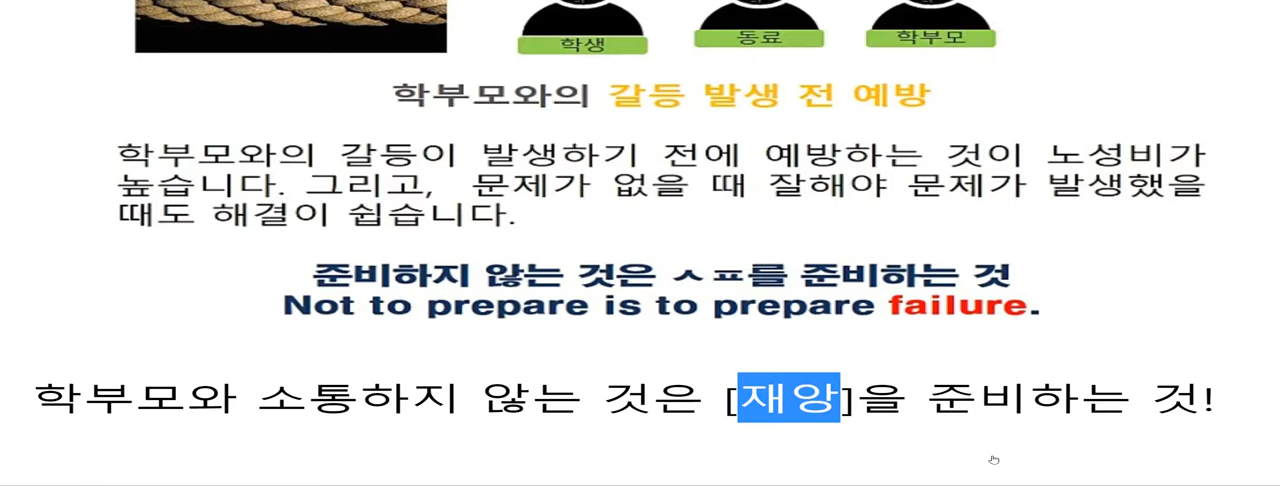 학생
동료
학부모
학부모와의 갈등 발생 전 예방
학부모와의 갈등이 발생하기 전에 예방하는 것이 노성비가
높습니다. 그리고, 문제가 없을 때 잘해야 문제가 발생했을
때도 해결이 쉽습니다.
준비하지 않는 것은 ㅅㅍ를 준비하는 것
Not to prepare is to prepare failure.
학부모와 소통하지 않는 것은 [재앙]을 준비하는 것!